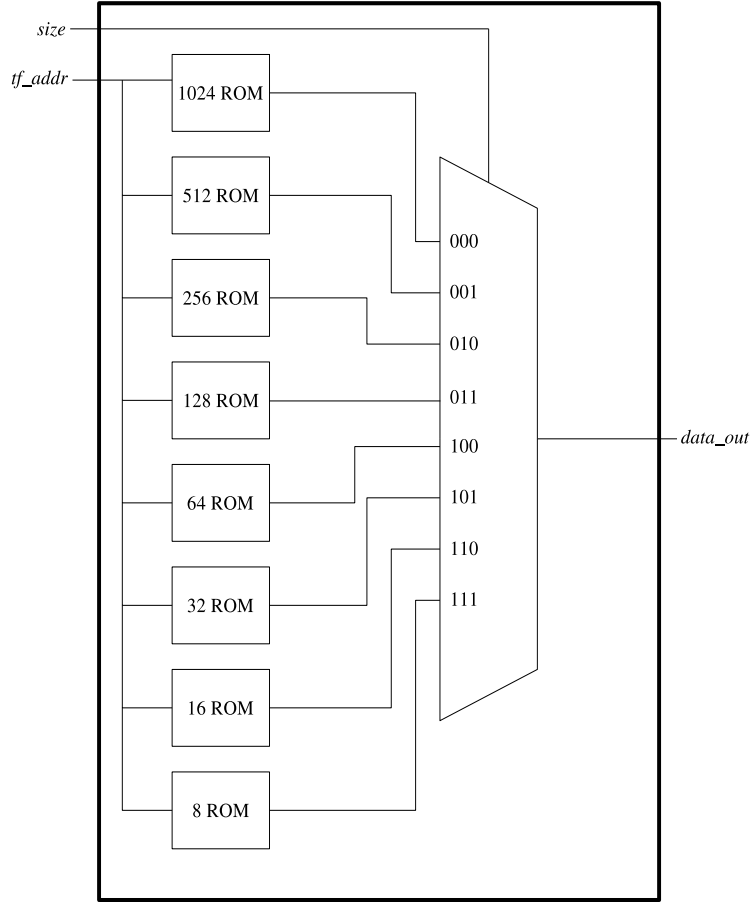 size
tf_addr
1024 ROM
512 ROM
000
001
256 ROM
010
128 ROM
011
data_out
100
64 ROM
101
110
32 ROM
111
16 ROM
8 ROM